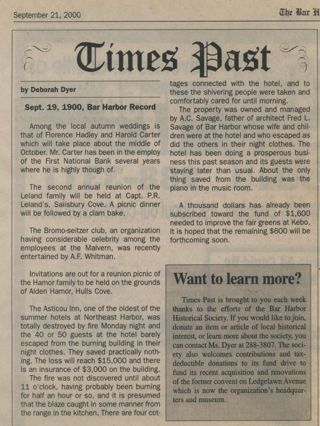 September 21, 2000
The Bar H
Times Past
by Deborah Dyer
Sept. 19, 1900, Bar Harbor Record
Among the local autumn weddings is
that of Florence Hadley and Harold Carter
which will take place about the middle of
October. Mr. Carter has been in the employ
of the First National Bank several years
where he is highly though of.
The second annual reunion of the
Leland family will be held at Capt. P.R.
Leland's, Salisbury Cove. A picnic dinner
will be followed by a clam bake.
The Bromo-seitzer club, an organization
having considerable celebrity among the
employees at the Malvern, was recently
entertained by A.F. Whitman.
Invitations are out for a reunion picnic of
the Hamor family to be held on the grounds
of Alden Hamor, Hulls Cove.
The Asticou Inn, one of the oldest of the
summer hotels at Northeast Harbor, was
totally destroyed by fire Monday night and
the 40 or 50 guests at the hotel barely
escaped from the burning building in their
night clothes. They saved practically noth-
ing. The loss will reach $15,000 and there
is an insurance of $3,000 on the building.
The fire was not discovered until about
11 o'clock, having probably been burning
for half an hour or so, and it is presumed
that the blaze caught in some manner from
the range in the kitchen. There are four cot-
tages connected with the hotel, and to
these the shivering people were taken and
comfortably cared for until morning.
The property was owned and managed
by A.C. Savage, father of architect Fred L.
Savage of Bar Harbor whose wife and chil-
dren were at the hotel and who escaped as
did the others in their night clothes. The
hotel has been doing a prosperous busi-
ness this past season and its guests were
staying later than usual. About the only
thing saved from the building was the
piano in the music room.
A thousand dollars has already been
subscribed toward the fund of $1,600
needed to improve the fair greens at Kebo.
It is hoped that the remaining $600 will be
forthcoming soon.
Want to learn more?
Times Past is brought to you each week
thanks to the efforts of the Bar Harbor
Historical Society. If you would like to join,
donate an item or article of local historical
interest, or learn more about the society, you
can contact Ms. Dyer at 288-3807. The soci-
ety also welcomes contributions and tax-
deductible donations to its fund drive to
fund its recent acquisition and renovations
of the former convent on Ledgelawn Avenue
which is now the organization's headquar-
ters and museum.